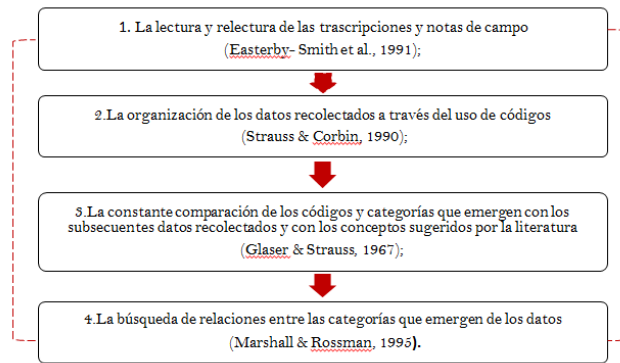 1. La lectura y relectura de las trascripciones y notas de campo
(Easterby- Smith et al., 1991);
2.La organización de los datos recolectados a través del uso de códigos
(Strauss & Corbin, 1990);
3.La constante comparación de los códigos y categorías que emergen con los
subsecuentes datos recolectados y con los conceptos sugeridos por la literatura
(Glaser & Strauss, 1967);
4.La búsqueda de relaciones entre las categorías que emergen de los datos
(Marshall & Rossman, 1995).